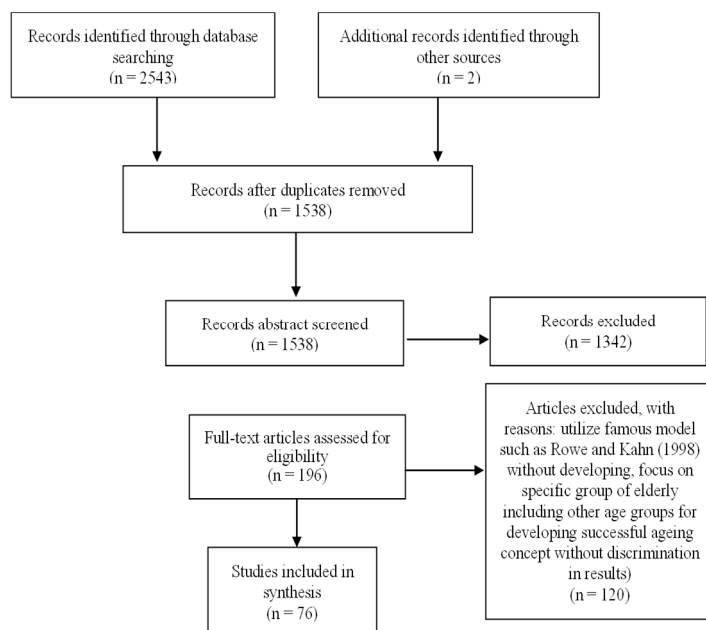 Records identified through database
searching
(n = 2543)
Additional records identified through
other sources
(n = 2)
Records after duplicates removed
(n = 1538)
Records abstract screened
(n = 1538)
Records excluded
(n = 1342)
Full-text articles assessed for
eligibility
(n = 196)
Articles excluded, with
reasons: utilize famous model
such as Rowe and Kahn (1998)
without developing, focus on
specific group of elderly
including other age groups for
developing successful ageing
concept without discrimination
in results)
(n = 120)
Studies included in
synthesis
(n = 76)